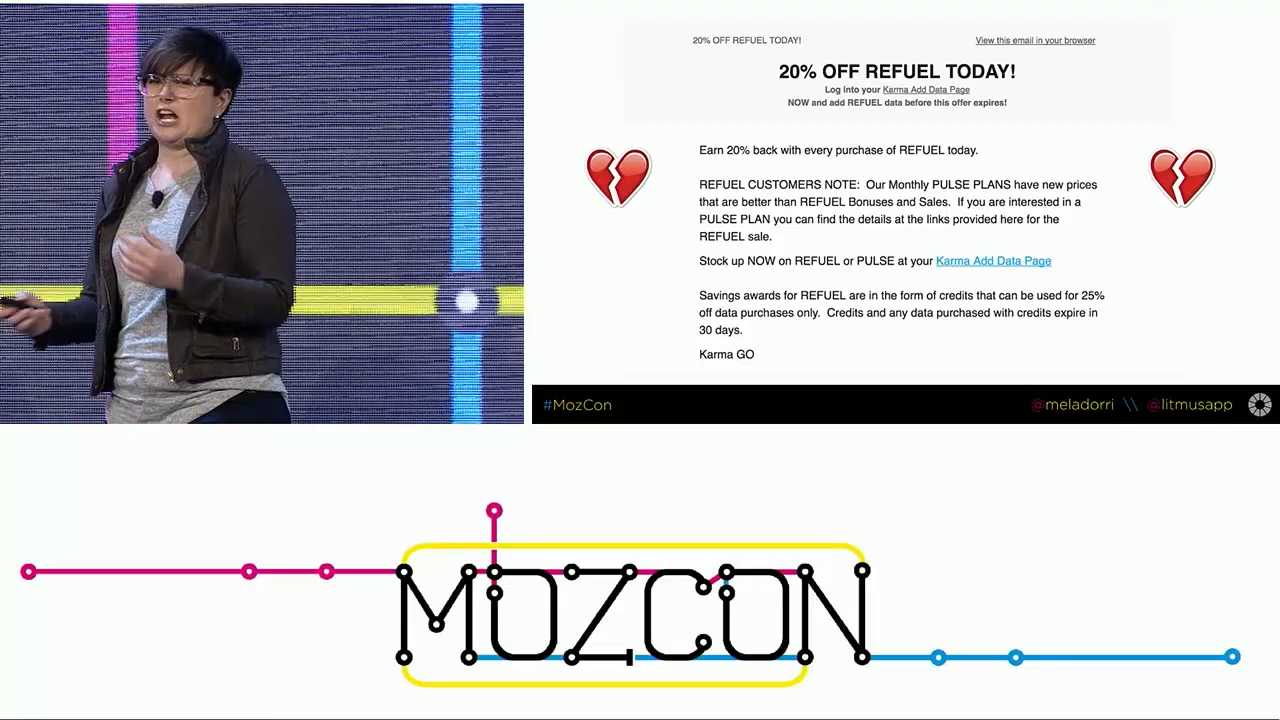 20% OFF REFUEL TODAY!
View this email in your browser
20% OFF REFUEL TODAY!
Log into your Karma Add Data Page
NOW and add REFUEL data before this offer expires!
Earn 20% back with every purchase of REFUEL today.
REFUEL CUSTOMERS NOTE:  Our Monthly PULSE PLANS have new prices
that are better than REFUEL Bonuses and Sales.  If you are interested in a
PULSE PLAN you can find the details at the links provided here for the
REFUEL sale.
Stock up NOW on REFUEL or PULSE at your Karma Add Data Page
Savings awards for REFUEL are in the form of credits that can be used for 25%
off data purchases only.  Credits and any data purchased with credits expire in
30 days.
Karma GO
#MozCon
@meladorri \\ @litmusapp
MOZCON